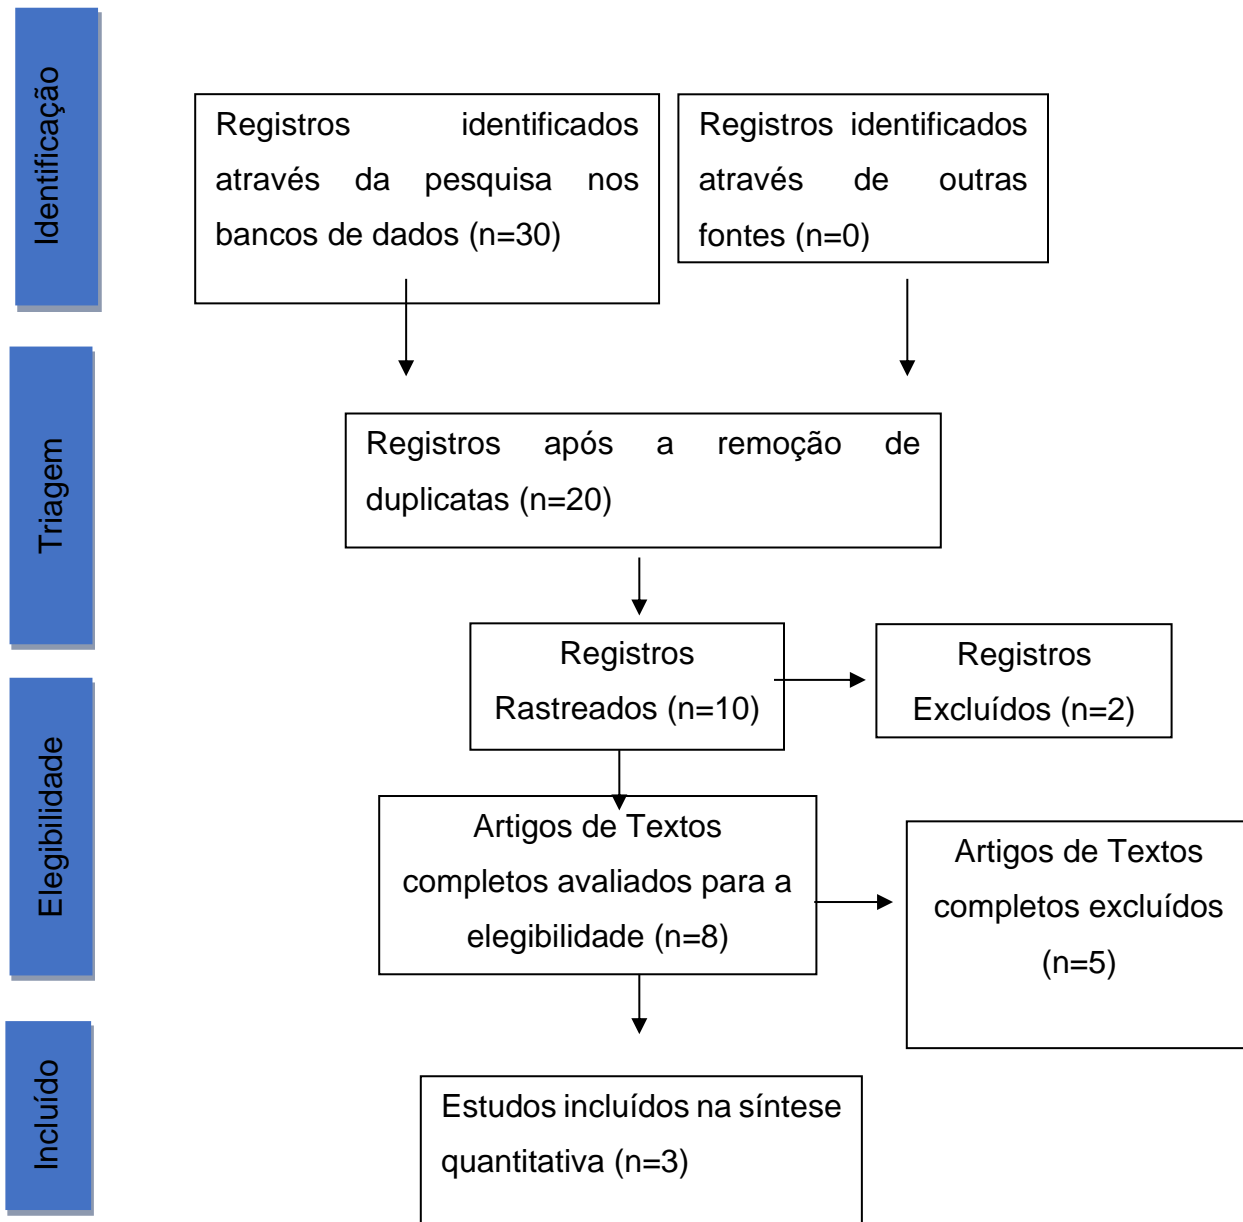 Identificação
Registros identificados
através da pesquisa nos
bancos de dados (n=30)
Registros identificados
através de outras
fontes (n=0)
Triagem
Registros após a remoção de
duplicatas (n=20)
Registros
Rastreados (n=10)
Registros
Excluídos (n=2)
Elegibilidade
Artigos de Textos
completos avaliados para a
elegibilidade (n=8)
Artigos de Textos
completos excluídos
(n=5)
Incluído
Estudos incluídos na síntese
quantitativa (n=3)